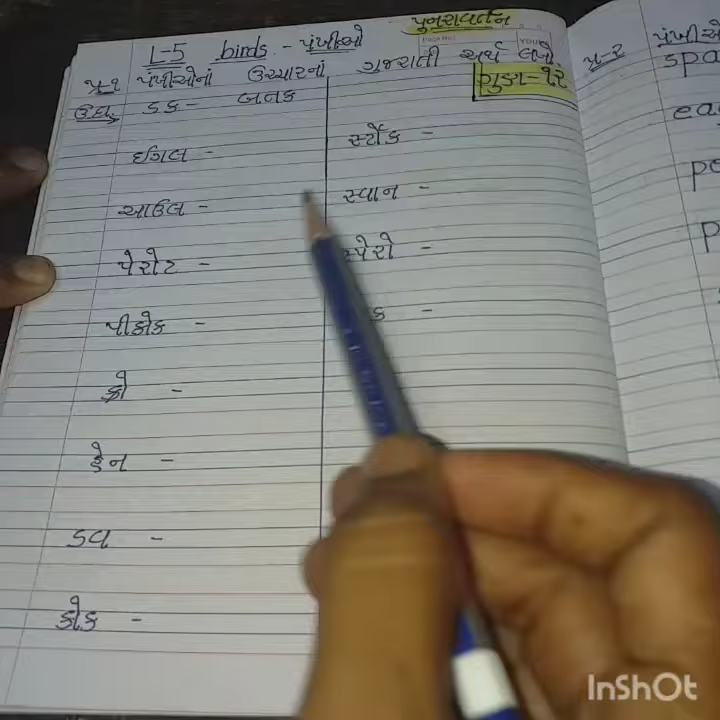 પુનરાવર્તન
L-5 birds - પંખીઓ
પ્ર-૧ પંખીઓનાં ઉચ્ચારનાં ગુજરાતી અર્થ લખો.
ગુણ-૧૨
ઉદા, ડક - બતક
ઈગલ -
આઉલ -
પેરોટ -
પીકોક -
ક્રો -
હેન -
ડવ -
કોક -
સ્ટૉર્ક -
સ્વાન -
સ્પેરો -
ક -
પ્ર-૨ પંખીઓ
spa
ea
pe
p
InShOt